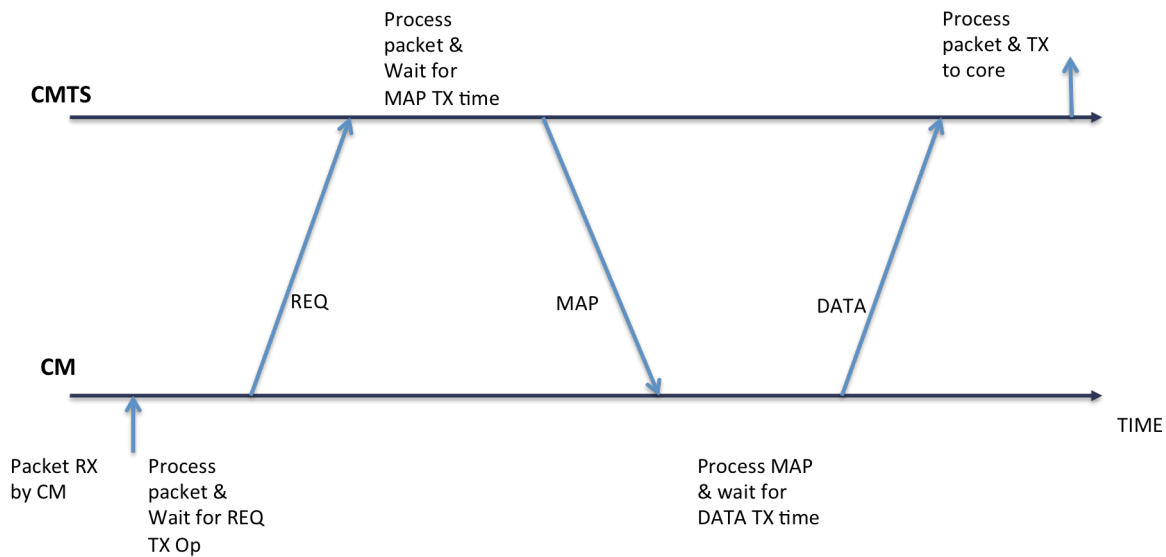 Process
packet &
Wait for
MAP TX time
Process
packet & TX
to core
CMTS
REQ
MAP
DATA
CM
TIME
Packet RX
by CM
Process
packet &
Wait for REQ
TX Op
Process MAP
& wait for
DATA TX time